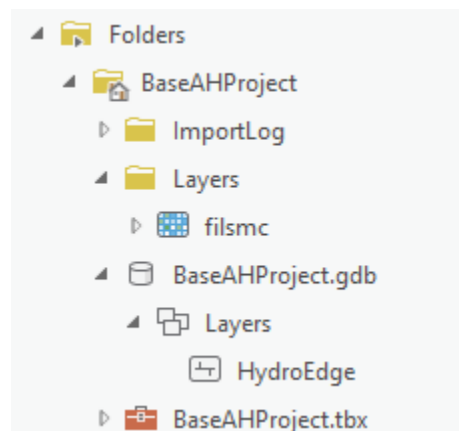 Folders
BaseAHProject
ImportLog
Layers
filsmc
BaseAHProject.gdb
Layers
HydroEdge
BaseAHProject.tbx